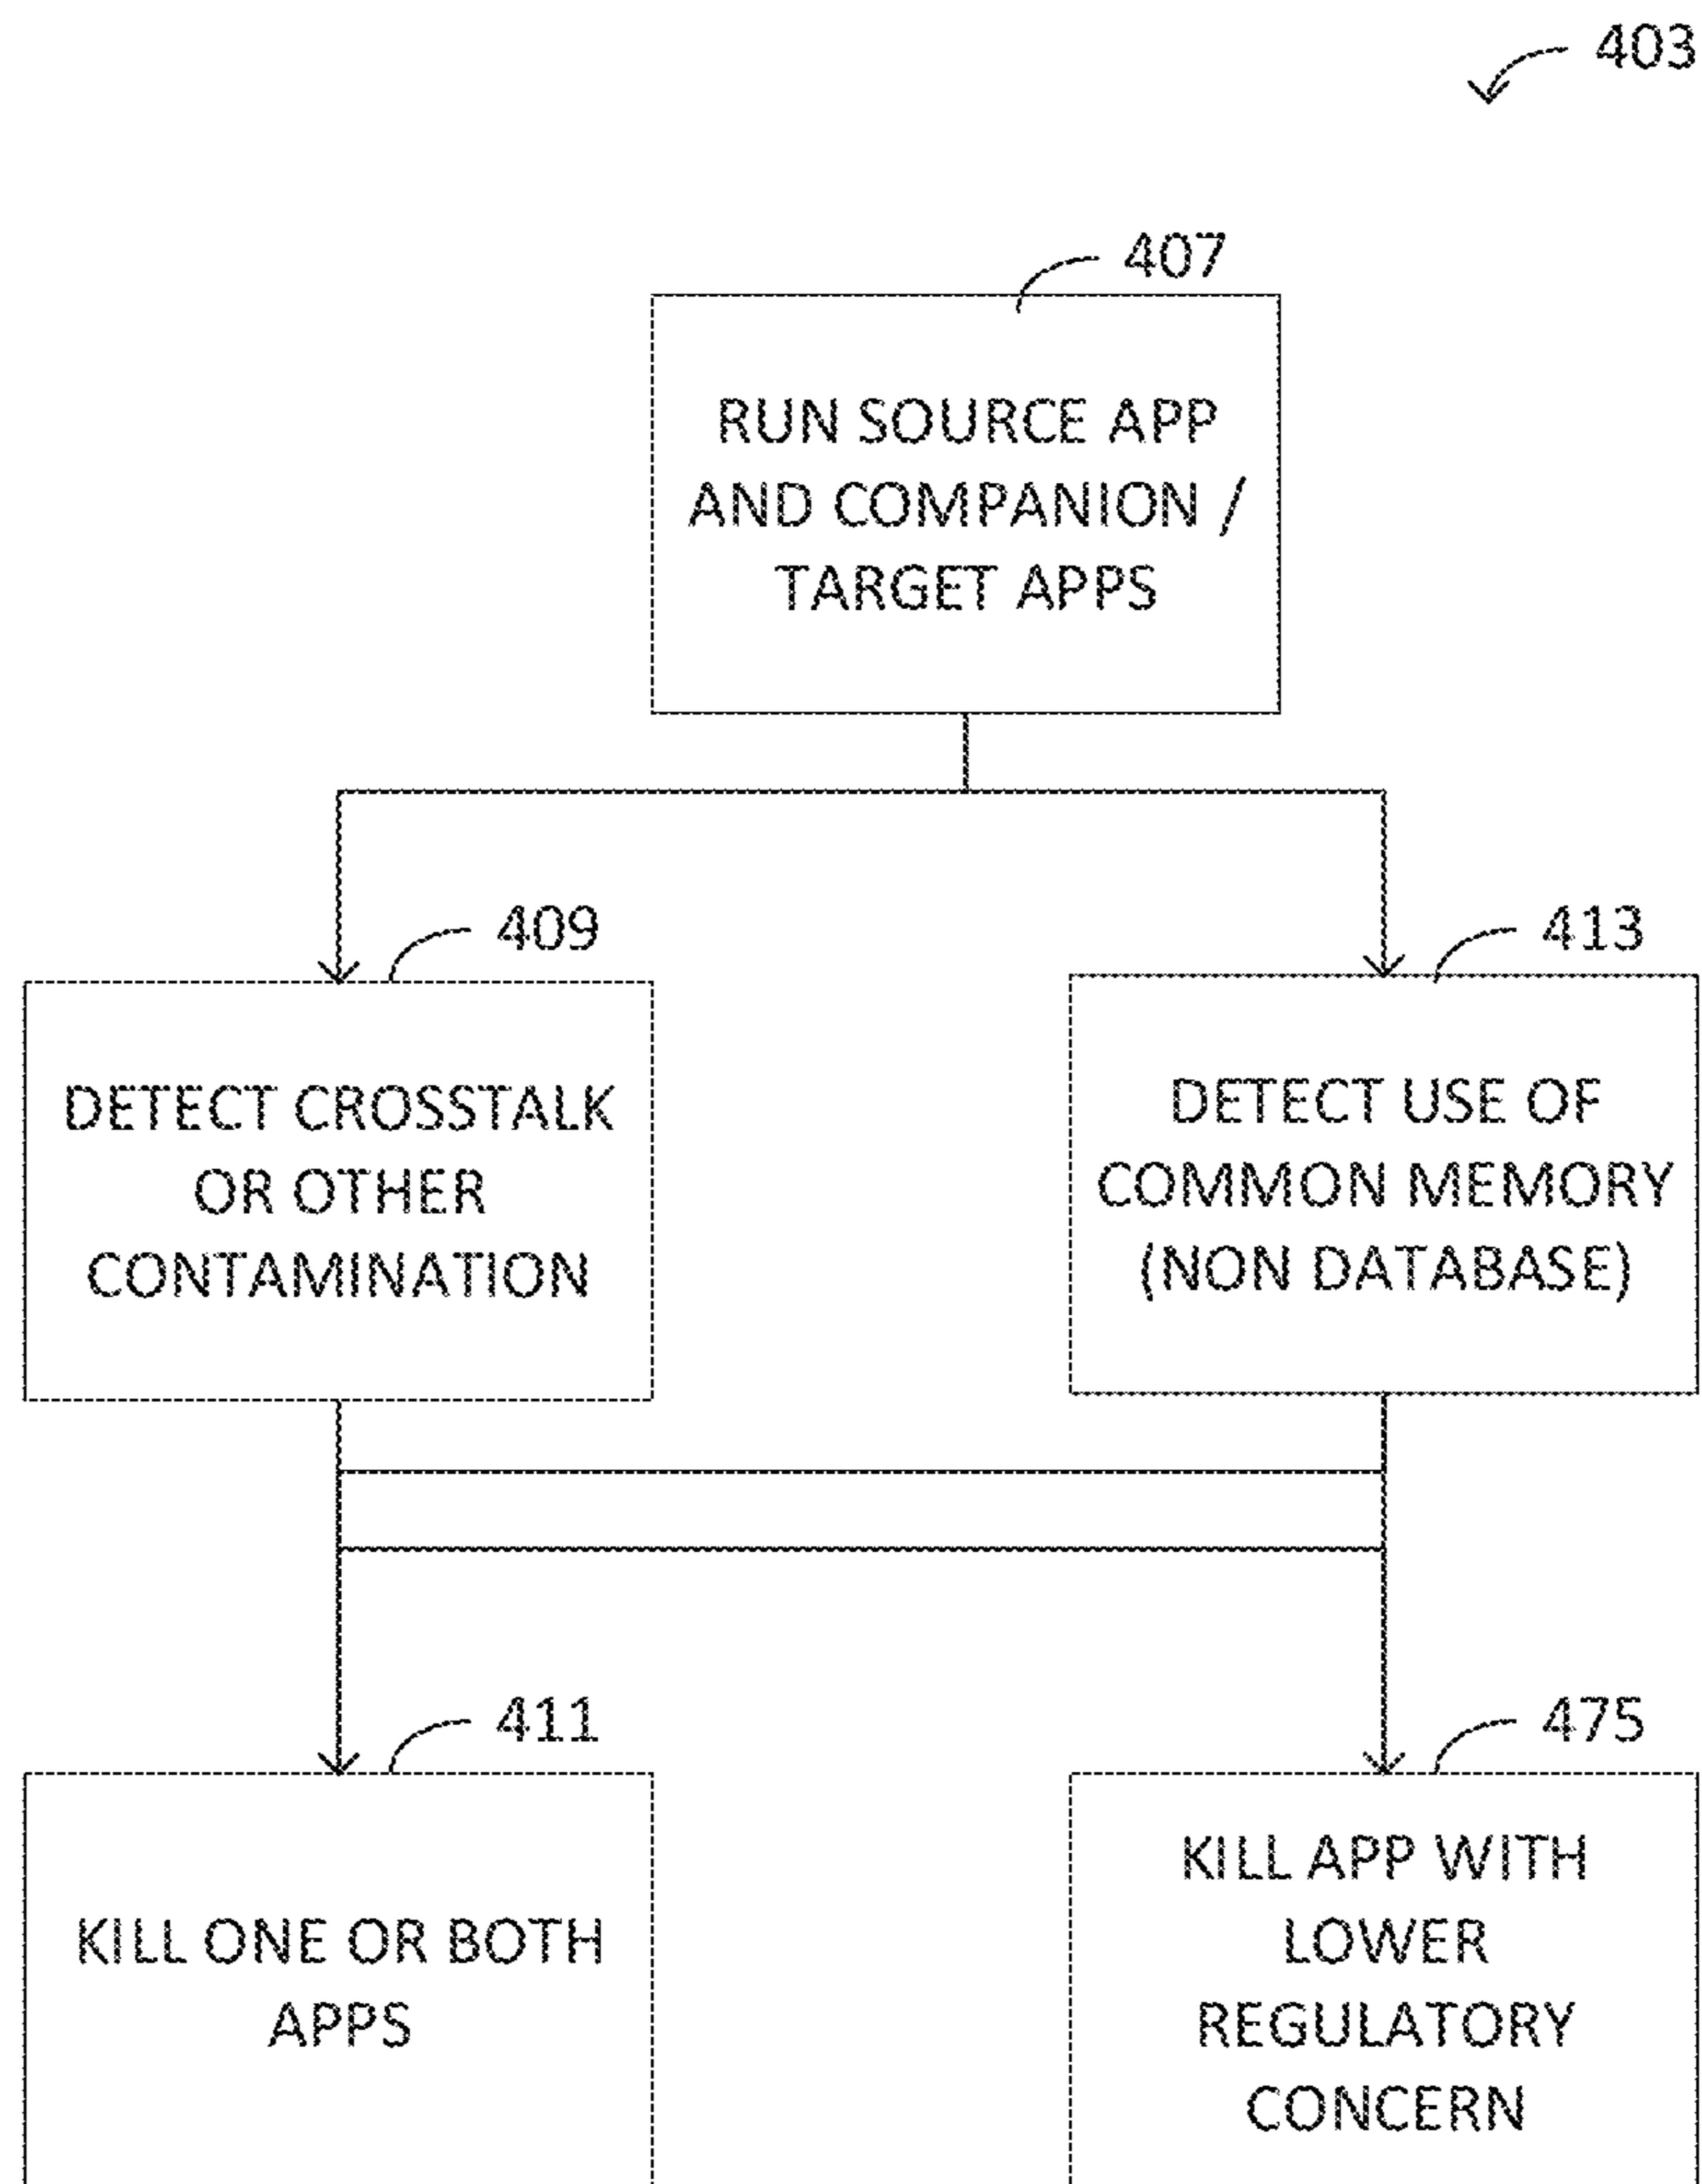 403
407
RUN SOURCE APP
AND COMPANION /
TARGET APPS
409
DETECT CROSSTALK
OR OTHER
CONTAMINATION
413
DETECT USE OF
COMMON MEMORY
(NON DATABASE)
411
KILL ONE OR BOTH
APPS
475
KILL APP WITH
LOWER
REGULATORY
CONCERN